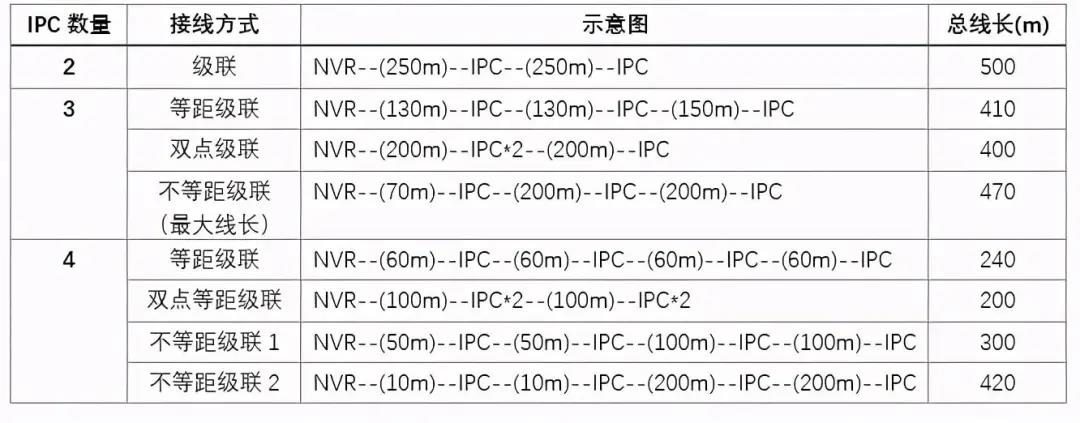 IPC 数量 接线方式 示意图 总线长(m)
2 级联 NVR--(250m)--IPC--(250m)--IPC 500
3 等距级联 NVR--(130m)--IPC--(130m)--IPC--(150m)--IPC 410
双点级联 NVR--(200m)--IPC*2--(200m)--IPC 400
不等距级联 NVR--(70m)--IPC--(200m)--IPC--(200m)--IPC 470
（最大线长）
4 等距级联 NVR--(60m)--IPC--(60m)--IPC--(60m)--IPC--(60m)--IPC 240
双点等距级联 NVR--(100m)--IPC*2--(100m)--IPC*2 200
不等距级联 1 NVR--(50m)--IPC--(50m)--IPC--(100m)--IPC--(100m)--IPC 300
不等距级联 2 NVR--(10m)--IPC--(10m)--IPC--(200m)--IPC--(200m)--IPC 420